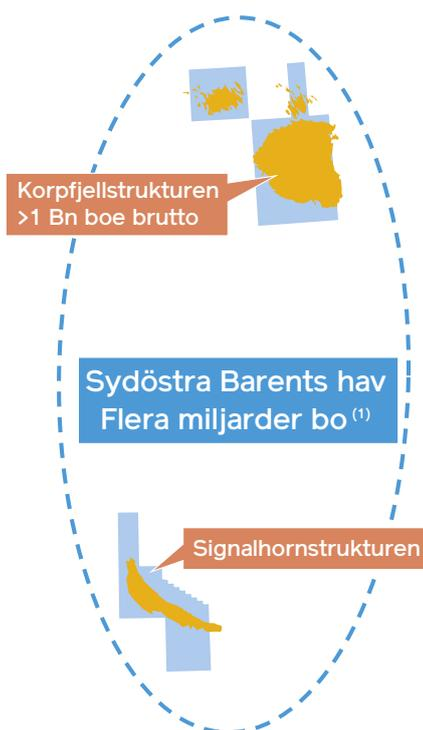 Korpfjellstrukturen
>1 Bn boe brutto
Sydöstra Barents hav
Flera miljarder bo (1)
Signalhornstrukturen